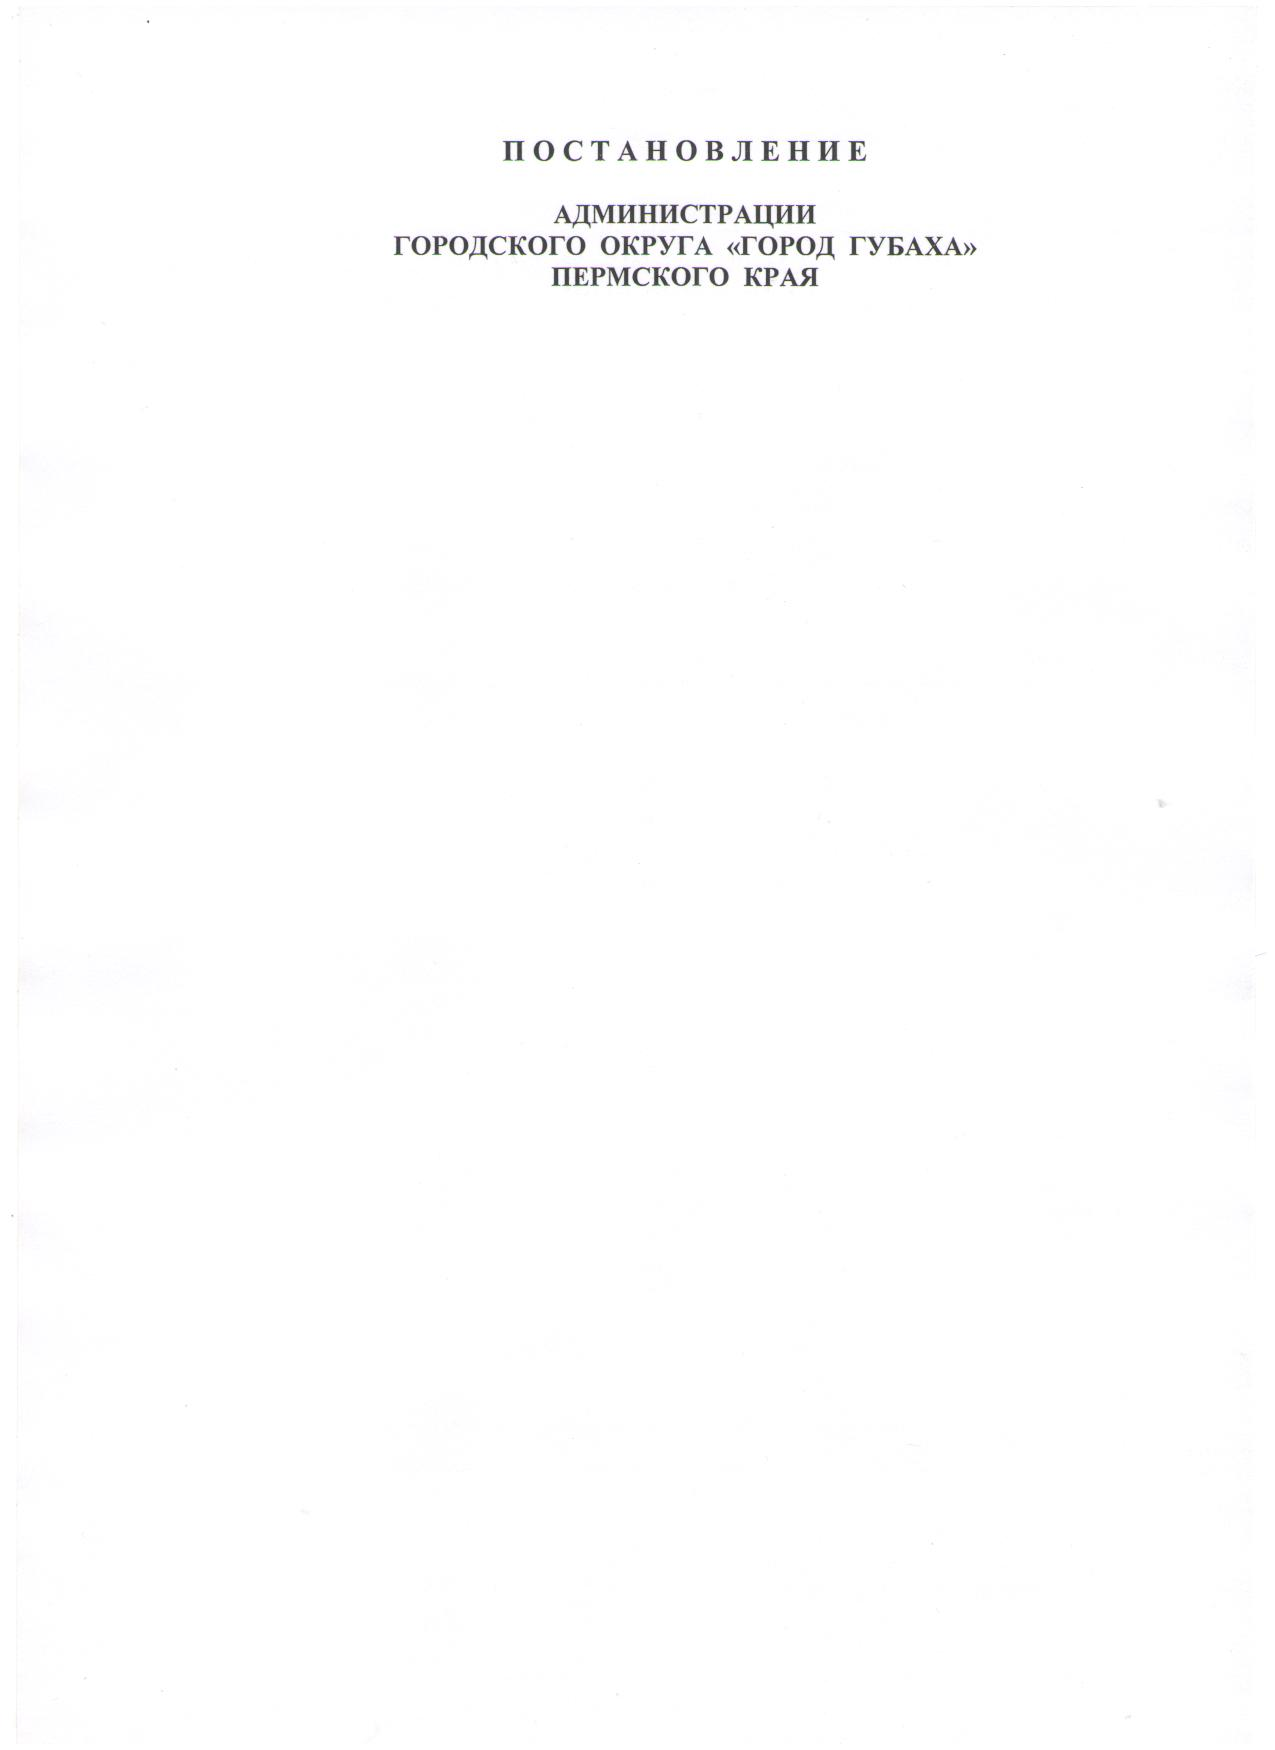 П О С Т А Н О В Л Е Н И Е
АДМИНИСТРАЦИИ
ГОРОДСКОГО ОКРУГА «ГОРОД ГУБАХА»
ПЕРМСКОГО КРАЯ